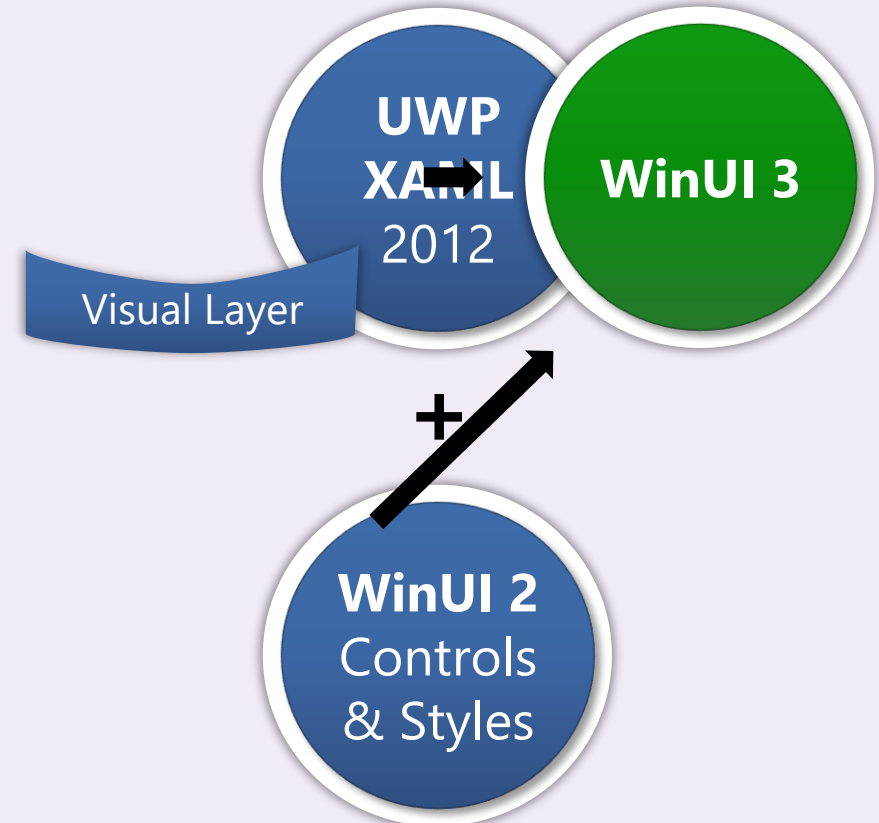 UWP
XAML
2012
WinUI 3
Visual Layer
+
WinUI 2
Controls
& Styles